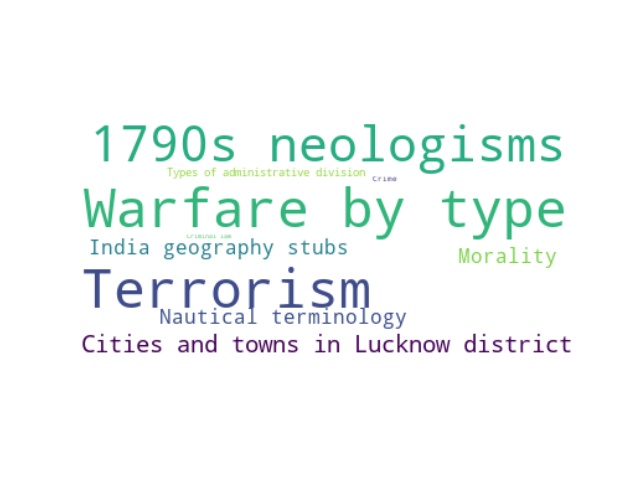 1790s neologisms
Types of administrative division
Crime
Warfare by type
Criminal law
India geography stubs
Morality
Terrorism
Nautical terminology
Cities and towns in Lucknow district